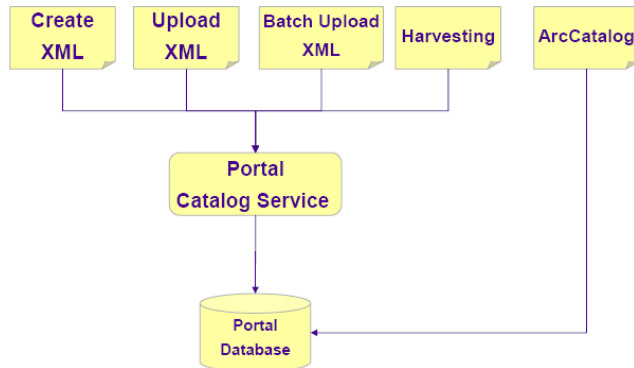 Create
XML
Upload
XML
Batch Upload
XML
Harvesting
ArcCatalog
Portal
Catalog Service
Portal
Database